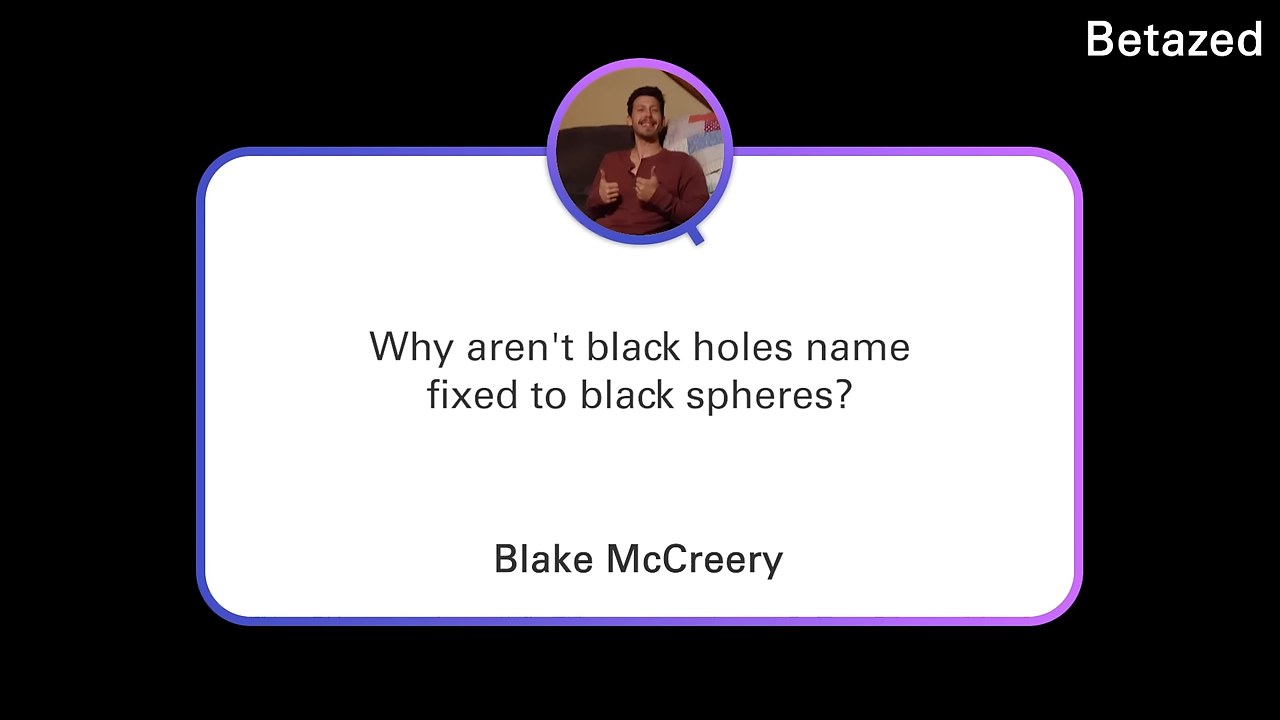 Betazed
Why aren't black holes name
fixed to black spheres?
Blake McCreery